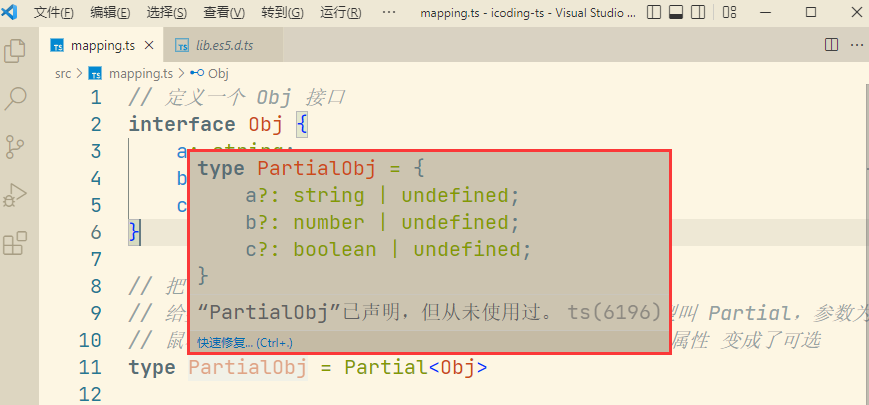 文件(F) 编辑(E) 查看(V) 转到(G) 运行(R) ··· mapping.ts - icoding-ts - Visual Studio ...
TS mapping.ts × TS lib.es5.d.ts ···
src > TS mapping.ts > Obj
1 // 定义一个 Obj 接口
2 interface Obj {
3 a: string;
type PartialObj = {
4 b
a?: string | undefined;
5 c
b?: number | undefined;
6 }
c?: boolean | undefined;
}
7
8 // 把
“PartialObj”已声明，但从未使用过。 ts(6196)
9 // 给 叫 Partial，参数为
10 // 鼠 属性 变成了可选
快速修复... (Ctrl+.)
11 type PartialObj = Partial<Obj>
12